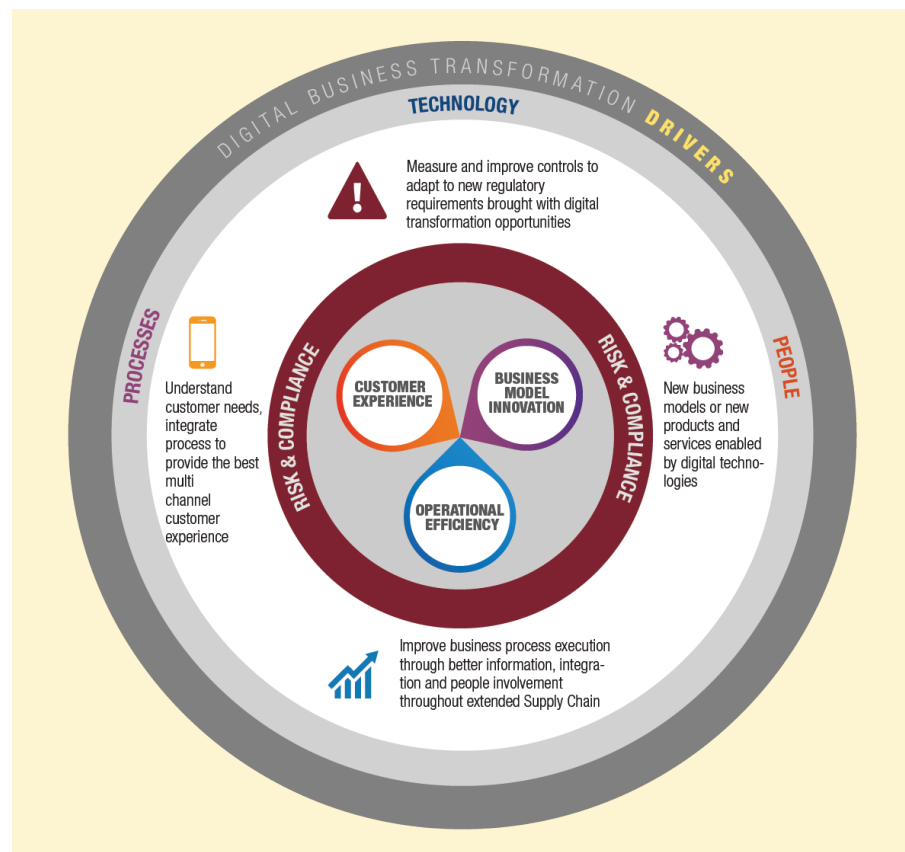 DIGITAL BUSINESS TRANSFORMATION DRIVERS
TECHNOLOGY
Measure and improve controls to
adapt to new regulatory
requirements brought with digital
transformation opportunities
PROCESSES
Understand
customer needs,
integrate
process to
provide the best
multi
channel
customer
experience
RISK & COMPLIANCE
CUSTOMER
EXPERIENCE
BUSINESS
MODEL
INNOVATION
OPERATIONAL
EFFICIENCY
RISK & COMPLIANCE
PEOPLE
New business
models or new
products and
services enabled
by digital techno-
logies
Improve business process execution
through better information, integra-
tion and people involvement
throughout extended Supply Chain